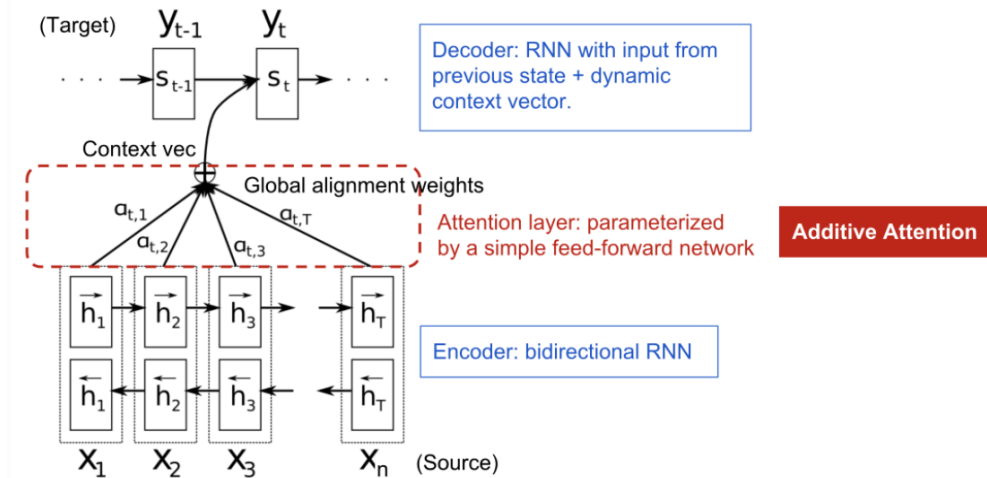 (Target)
y_{t-1} y_t
. . . s_{t-1} s_t . . .
Decoder: RNN with input from
previous state + dynamic
context vector.
Context vec
Global alignment weights
a_{t,1} a_{t,2} a_{t,3} a_{t,T}
Attention layer: parameterized
by a simple feed-forward network
Additive Attention
→h_1 →h_2 →h_3 →h_T
Encoder: bidirectional RNN
←h_1 ←h_2 ←h_3 ←h_T
x_1 x_2 x_3 x_n (Source)